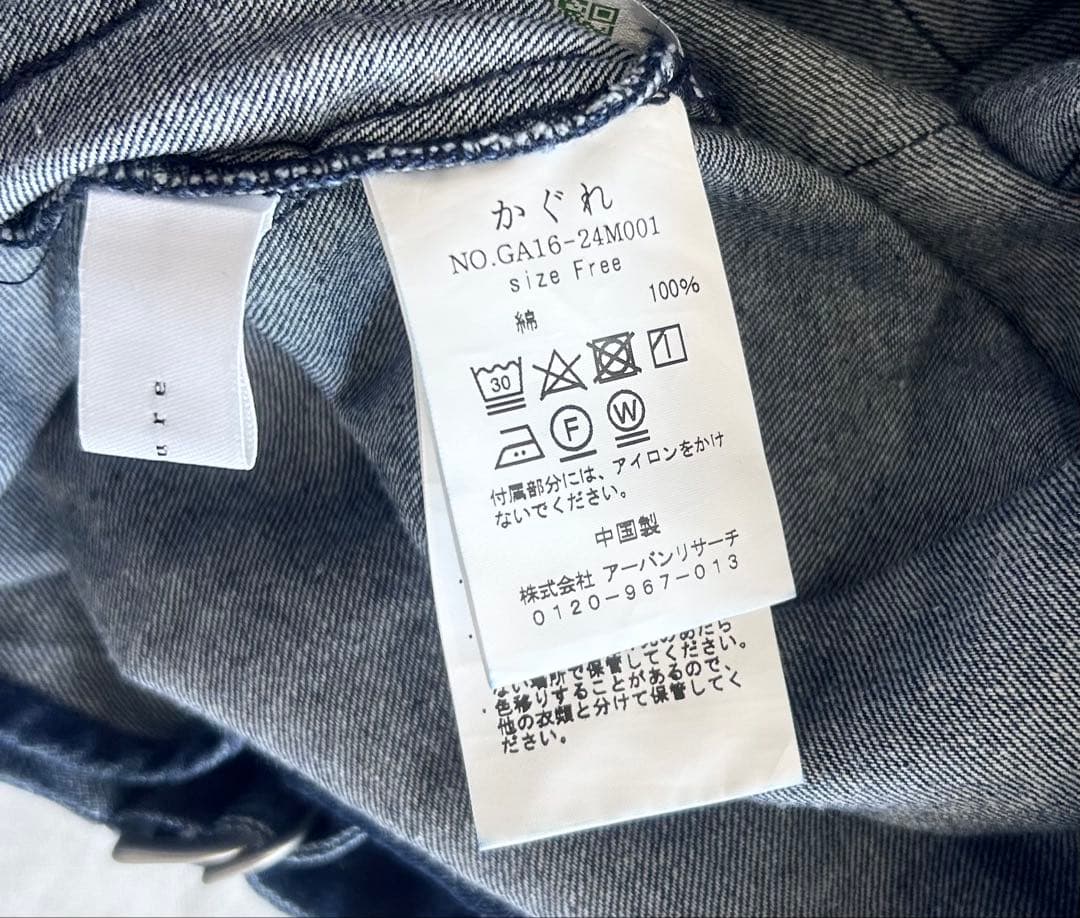 かぐれ
NO.GA16-24M001
size Free
綿 100%
30
F W
付属部分には、アイロンをかけ
ないでください。
中国製
株式会社 アーバンリサーチ
0120-967-013
ure
ない場所で保管してください。
色移りすることがあるので、
他の衣類と分けて保管してく
ださい。